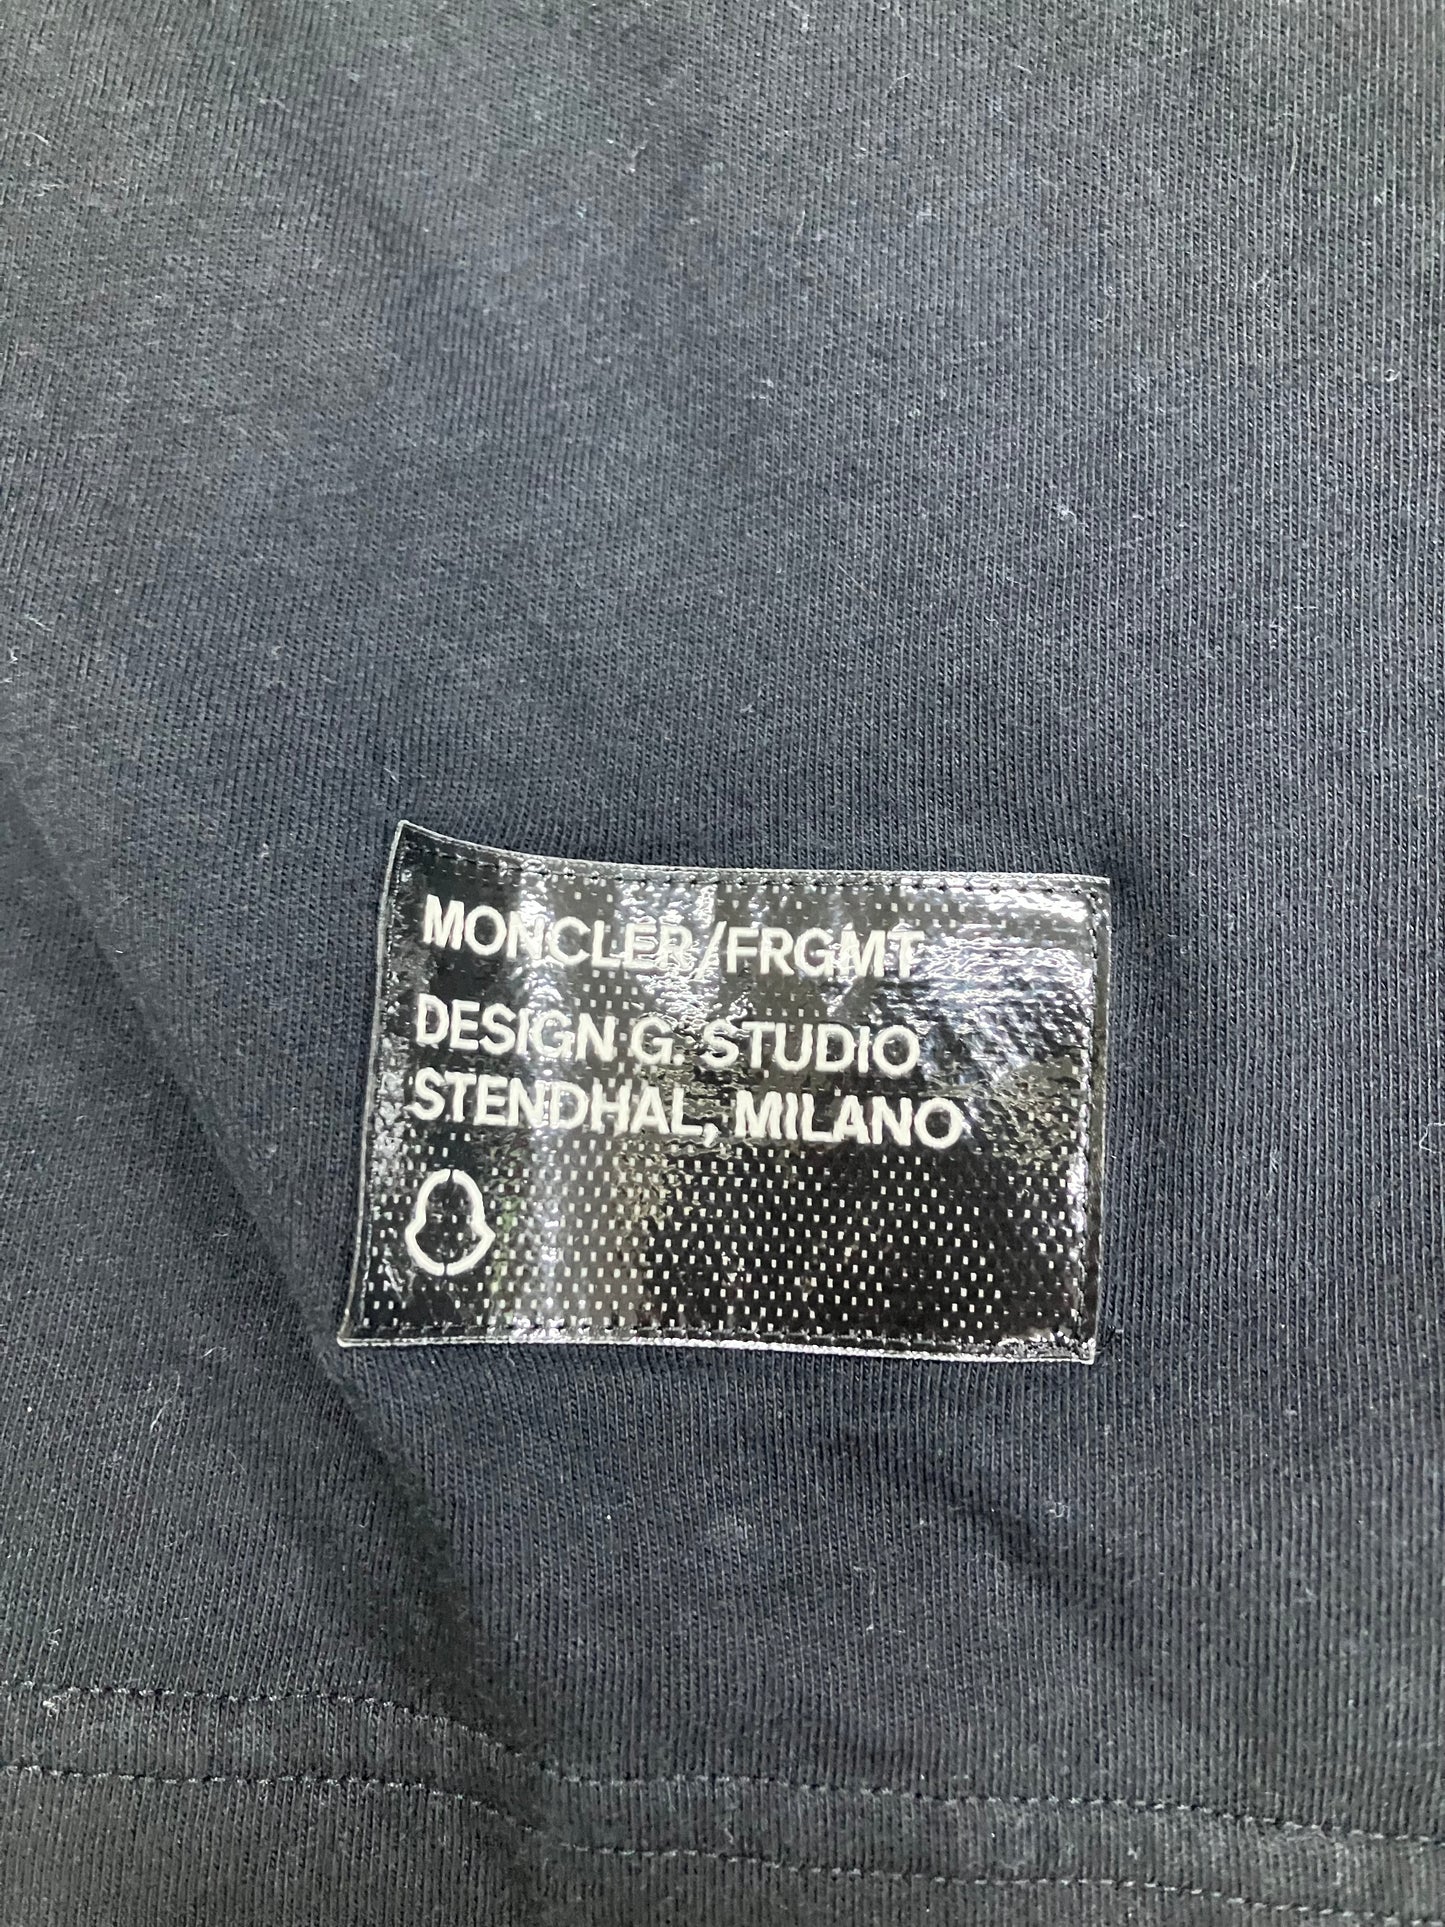 MONCLER/FRGMT
DESIGN G. STUDIO
STENDHAL, MILANO